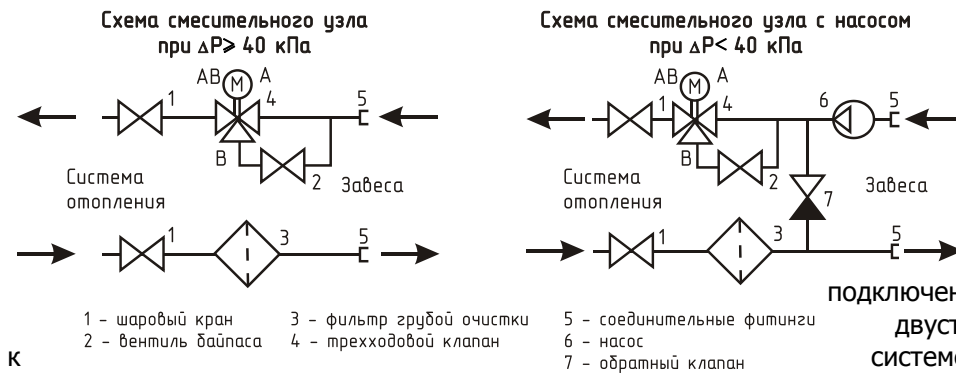 Схема смесительного узла
при ΔP⩾ 40 кПа
AB
M
A
1
4
5
B
2
Система
отопления
Завеса
1
3
5
Схема смесительного узла с насосом
при ΔP< 40 кПа
AB
M
A
1
4
6
5
B
2
Система
отопления
7
Завеса
1
3
5
1 - шаровый кран
2 - вентиль байпаса
3 - фильтр грубой очистки
4 - трехходовой клапан
5 - соединительные фитинги
6 - насос
7 - обратный клапан
подключен
двуст
к системе